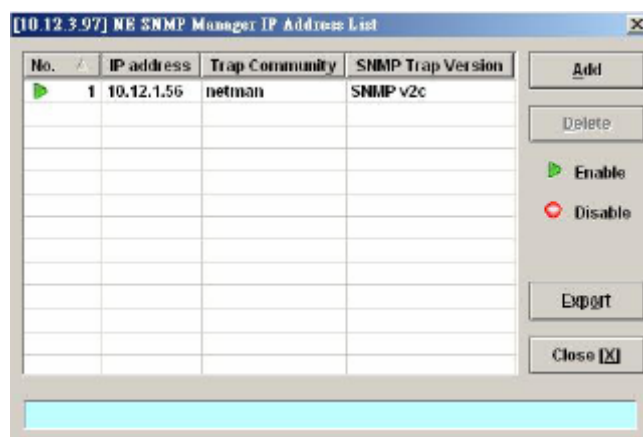 [10.12.3.97] NE SNMP Manager IP Address List
No. IP address Trap Community SNMP Trap Version
1 10.12.1.56 netman SNMP v2c
Add
Delete
Enable
Disable
Export
Close [X]